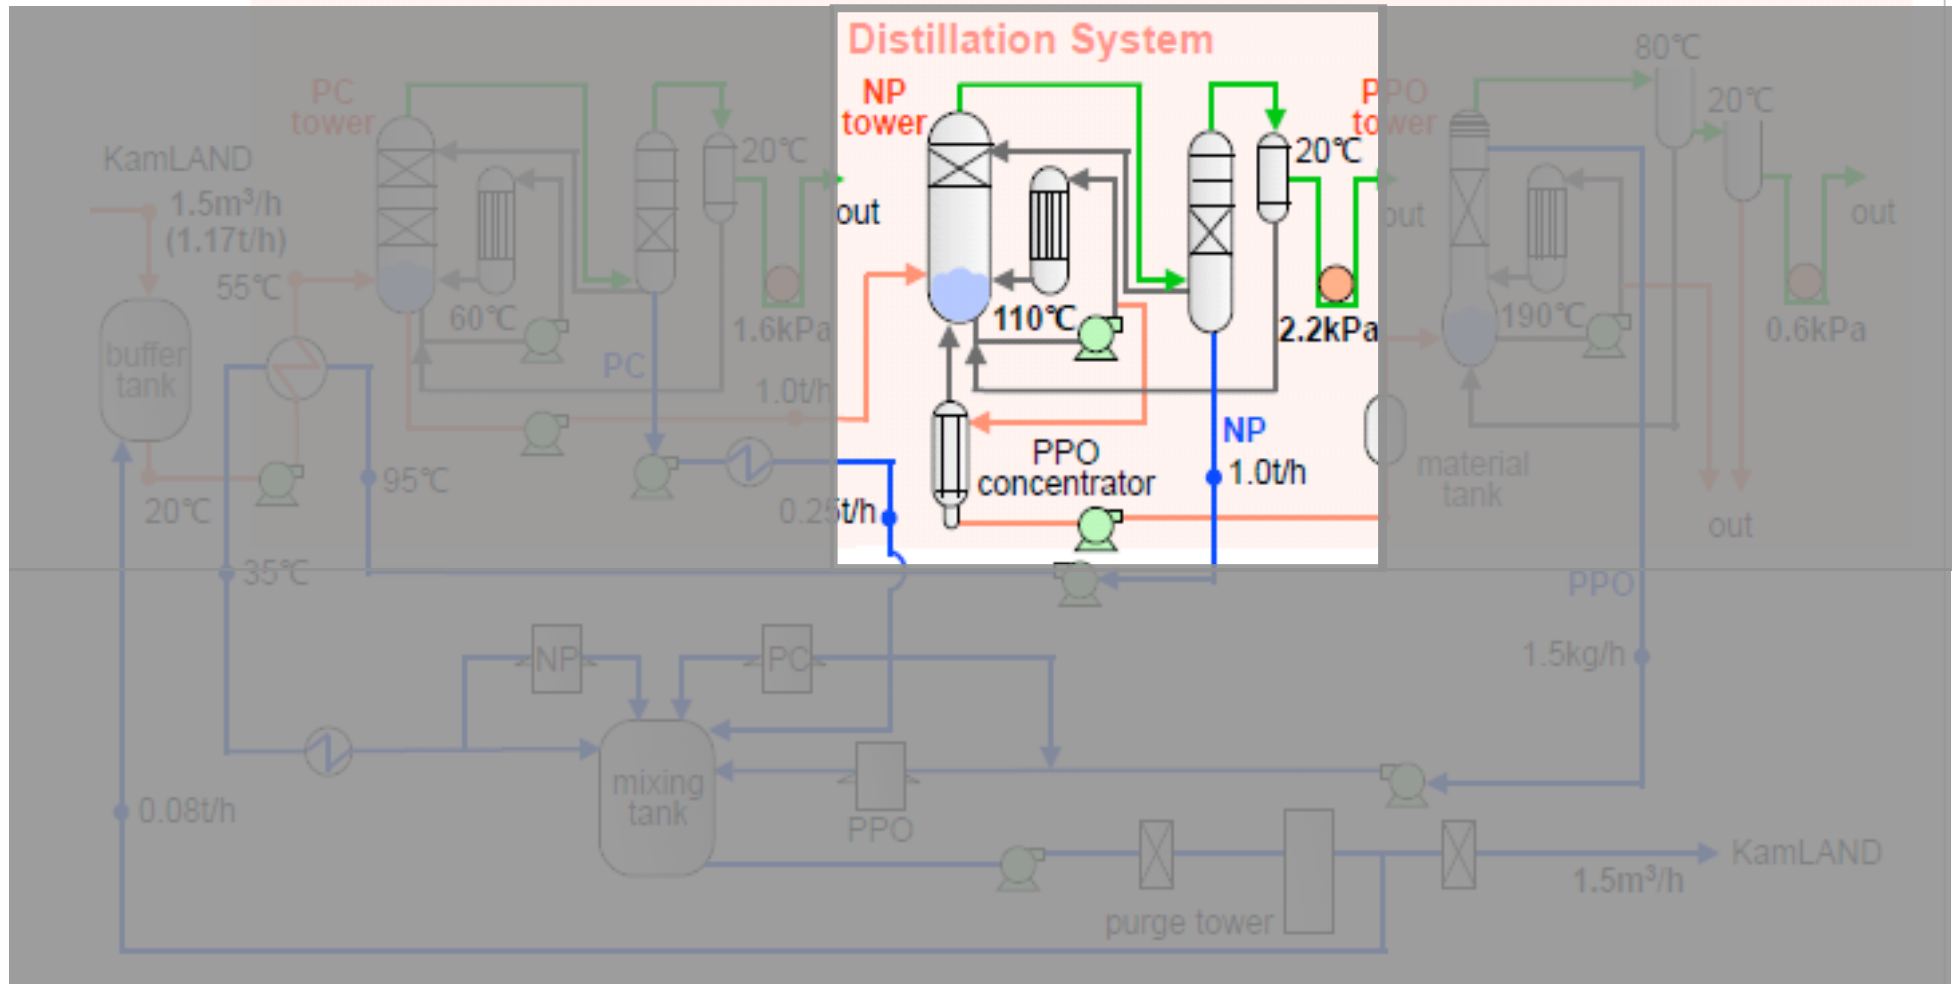 Distillation System
80℃
PC
tower
NP
tower
PPO
tower
20℃
20℃
20℃
KamLAND
1.5m³/h
(1.17t/h)
out
out
out
55℃
60℃
110℃
190℃
1.6kPa
2.2kPa
0.6kPa
buffer
tank
PC
1.0t/h
NP
1.0t/h
PPO
concentrator
material
tank
95℃
20℃
0.25t/h
out
35℃
PPO
NP
PC
1.5kg/h
mixing
tank
0.08t/h
PPO
KamLAND
1.5m³/h
purge tower